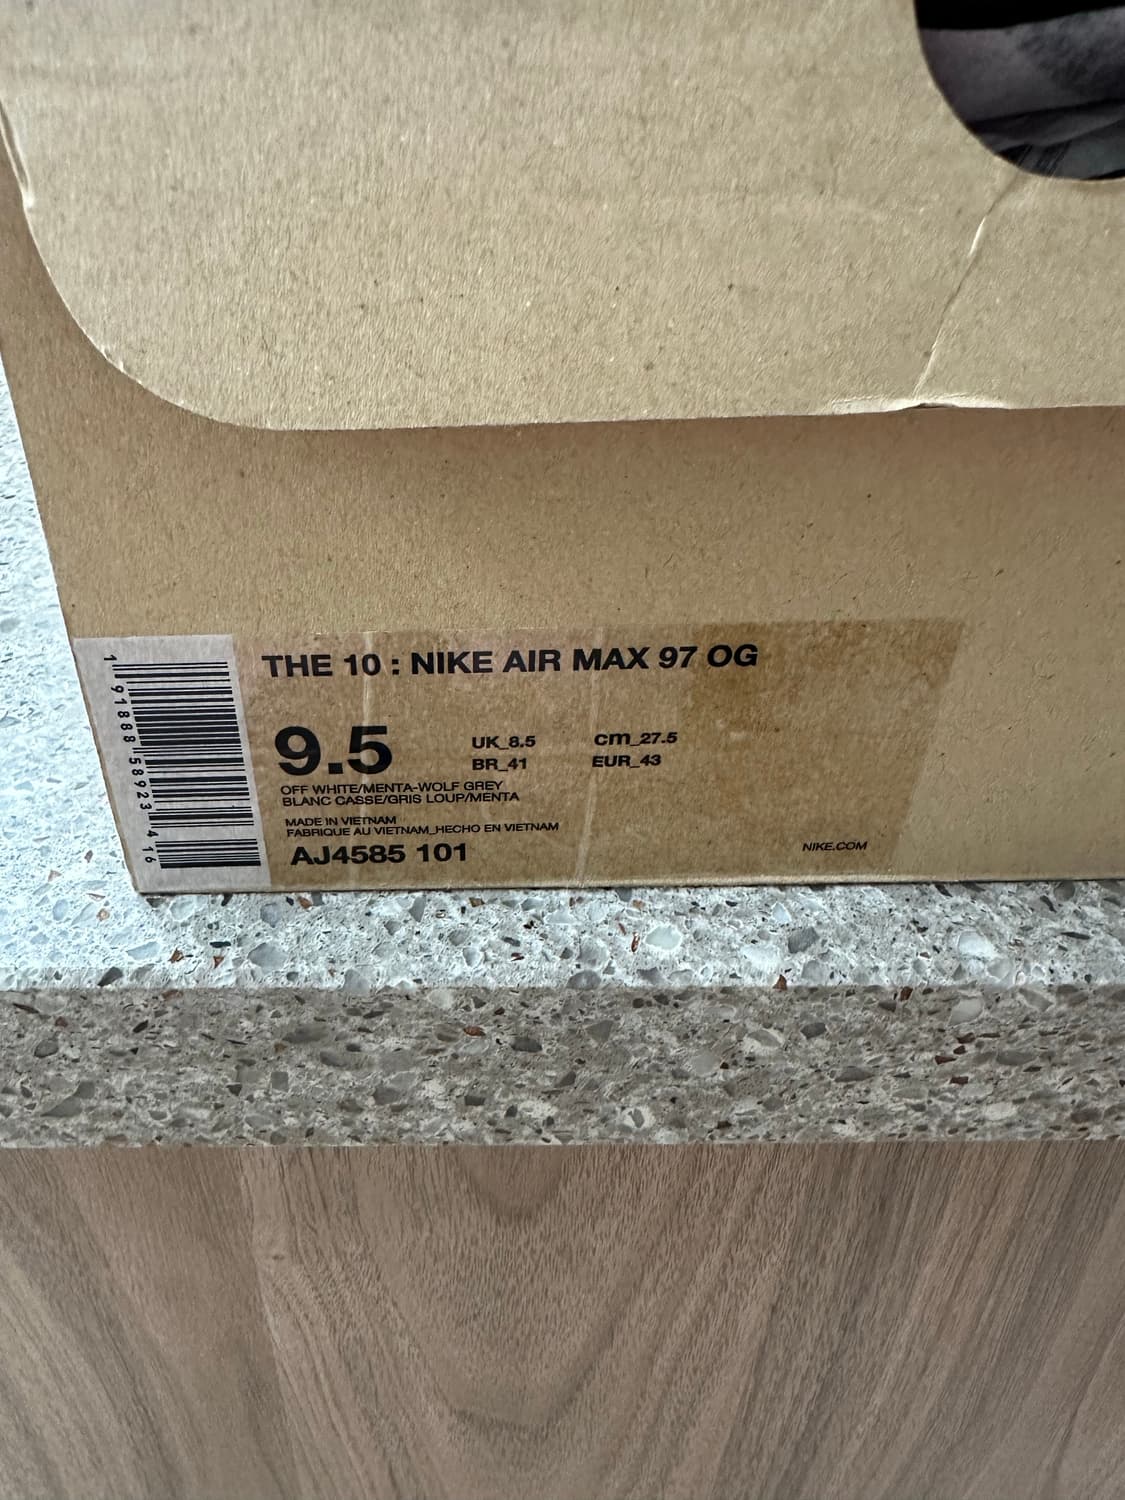 THE 10 : NIKE AIR MAX 97 OG
9.5
UK_8.5 cm_27.5
BR_41 EUR_43
OFF WHITE/MENTA-WOLF GREY
BLANC CASSE/GRIS LOUP/MENTA
MADE IN VIETNAM
FABRIQUE AU VIETNAM_HECHO EN VIETNAM
AJ4585 101
NIKE.COM
1 91888 58923 4 16